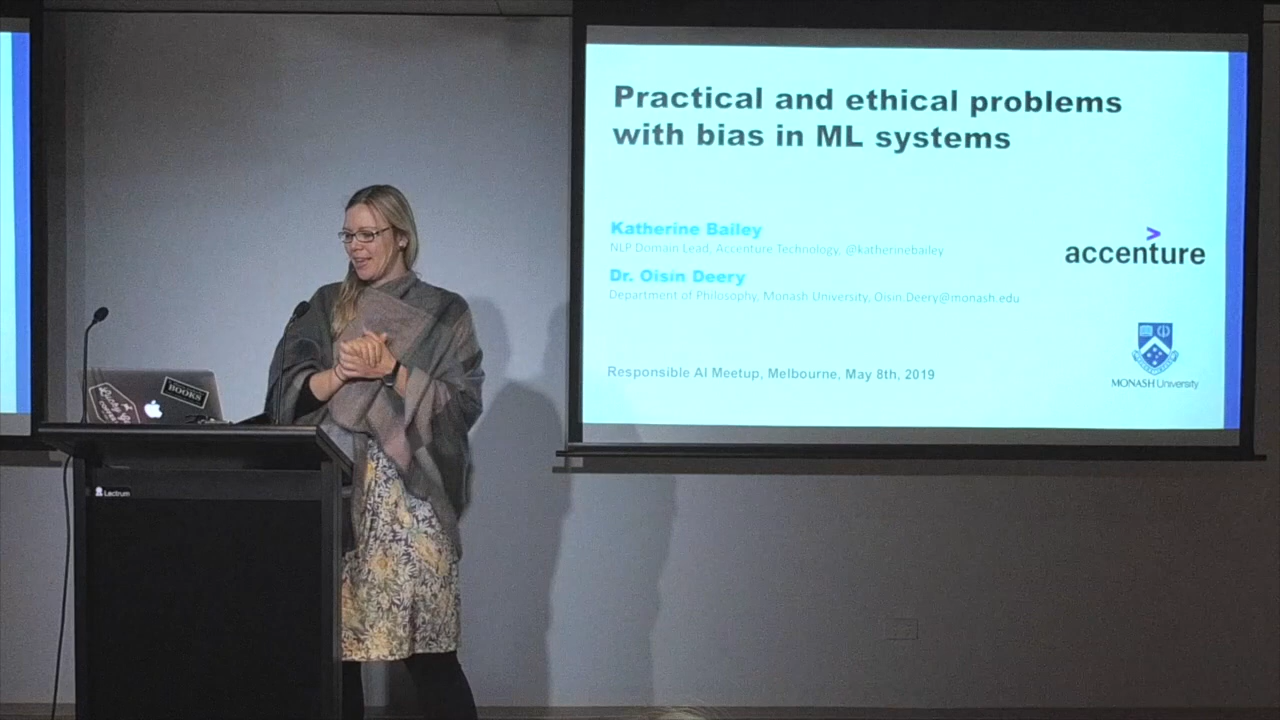 Practical and ethical problems
with bias in ML systems
Katherine Bailey
NLP Domain Lead, Accenture Technology, @katherinebailey
Dr. Oisin Deery
Department of Philosophy, Monash University, Oisin.Deery@monash.edu
accenture
MONASH University
Responsible AI Meetup, Melbourne, May 8th, 2019
BOOKS
Lectrum